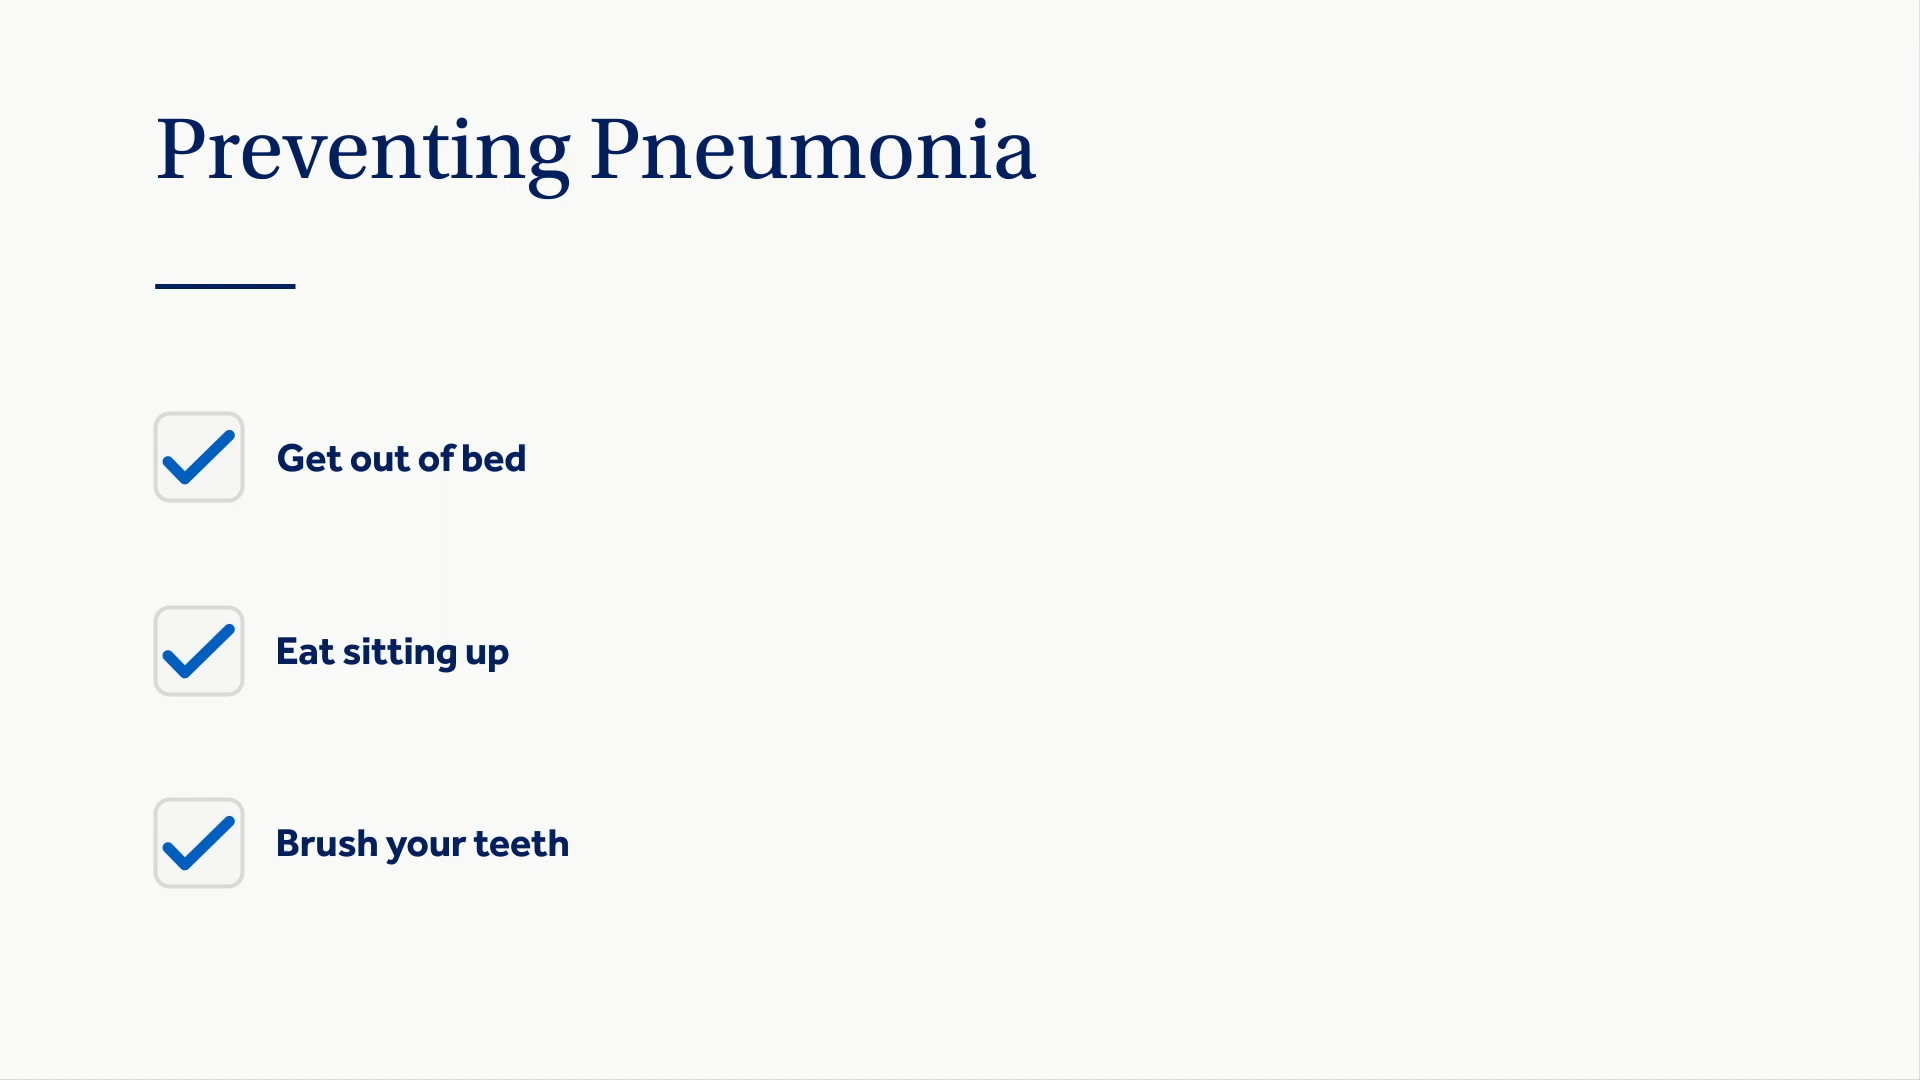 Preventing Pneumonia
Get out of bed
Eat sitting up
Brush your teeth